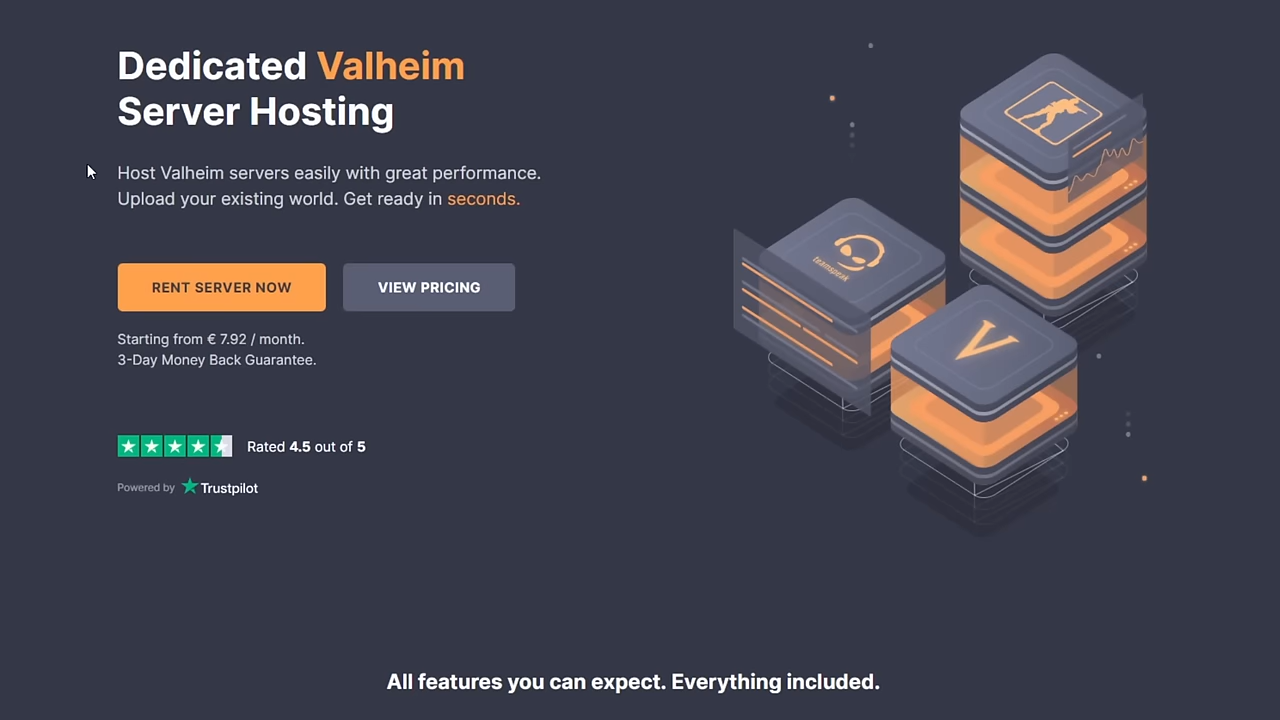 Dedicated Valheim
Server Hosting
Host Valheim servers easily with great performance.
Upload your existing world. Get ready in seconds.
RENT SERVER NOW
VIEW PRICING
Starting from € 7.92 / month.
3-Day Money Back Guarantee.
Rated 4.5 out of 5
Powered by Trustpilot
teamspeak
V
All features you can expect. Everything included.